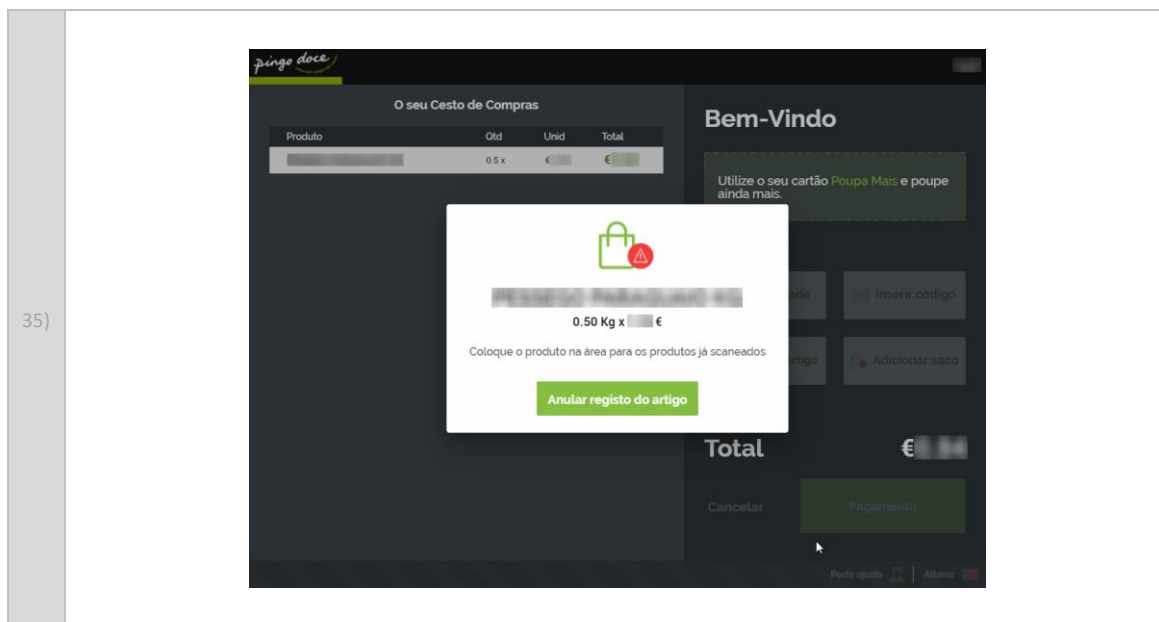 pingo doce
O seu Cesto de Compras
Bem-Vindo
Produto Qtd Unid Total
0.5 x € €
Utilize o seu cartão Poupa Mais e poupe
ainda mais.
Inserir código
0.50 Kg x €
35)
Coloque o produto na àrea para os produtos já scaneados
Adicionar saco
Anular registo do artigo
Total €
Cancelar Pagamento
Pedir ajuda Alterar